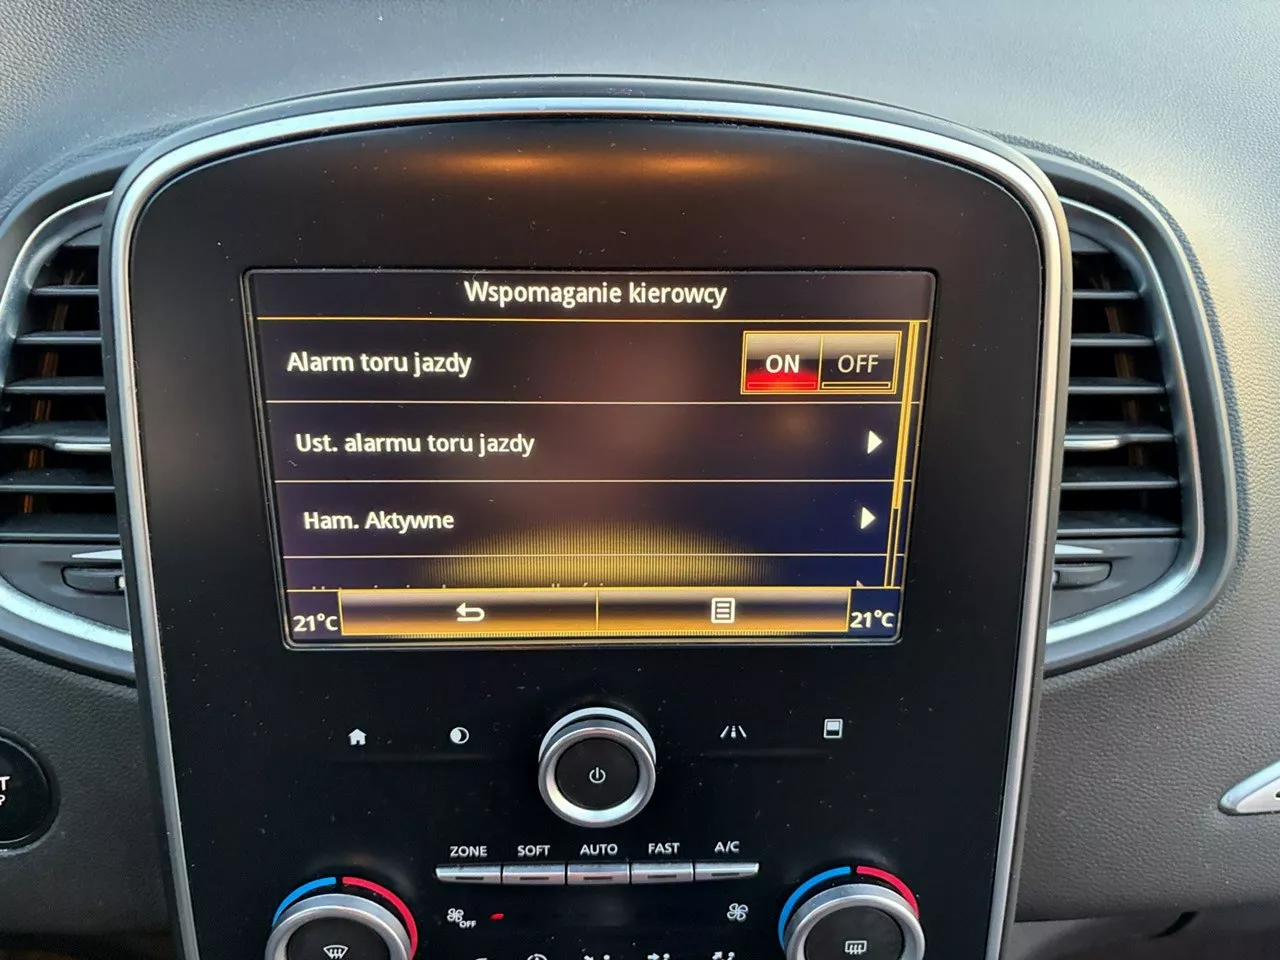 Wspomaganie kierowcy
Alarm toru jazdy
ON OFF
Ust. alarmu toru jazdy
Ham. Aktywne
21°C
21°C
ZONE SOFT AUTO FAST A/C
OFF